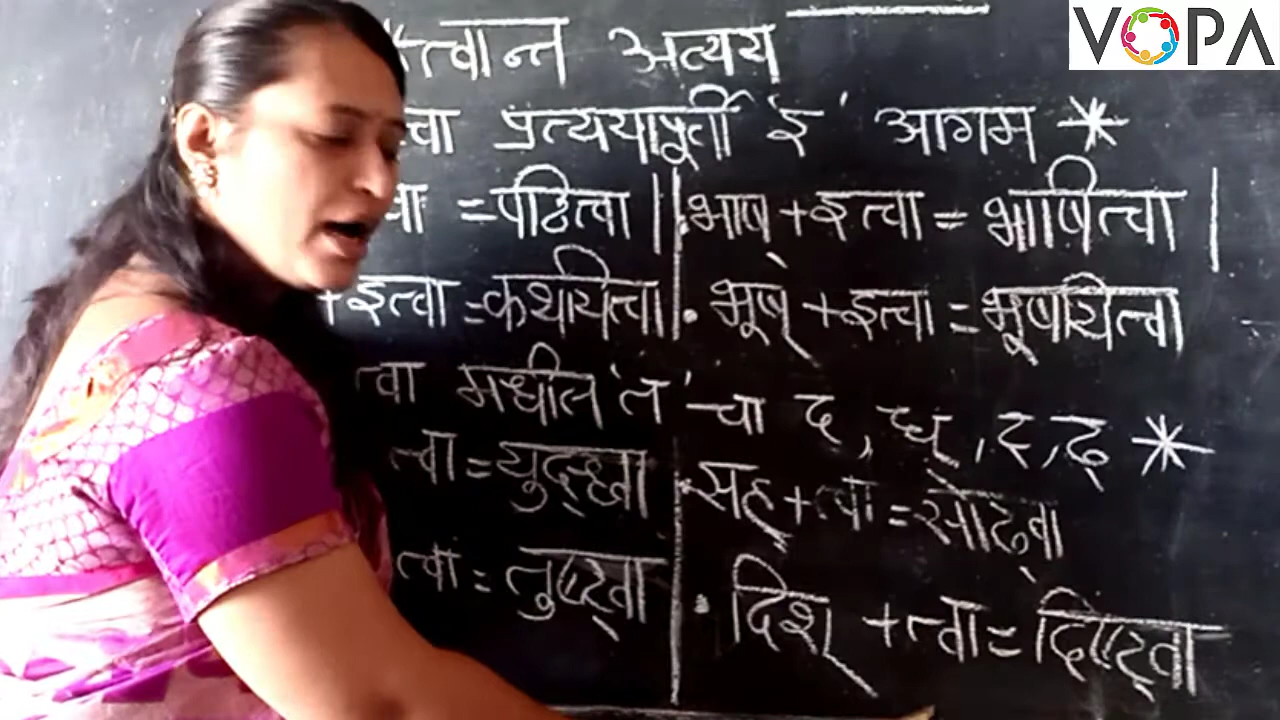 VOPA
त्वान्त अव्यय
त्वा प्रत्ययापूर्वी 'इ' आगम *
त्वा = पठित्वा || भाष् + इत्वा = भाषित्वा |
+ इत्वा = कथयित्वा | . भूष् + इत्वा = भूषयित्वा
त्वा मधील 'त' चा द, ध्, ट्, ढ् *
त्वा = युद्ध्वा | . सह् + त्वा = सोढ्वा
त्वा = तुष्ट्वा | . दिश् + त्वा = दिष्ट्वा